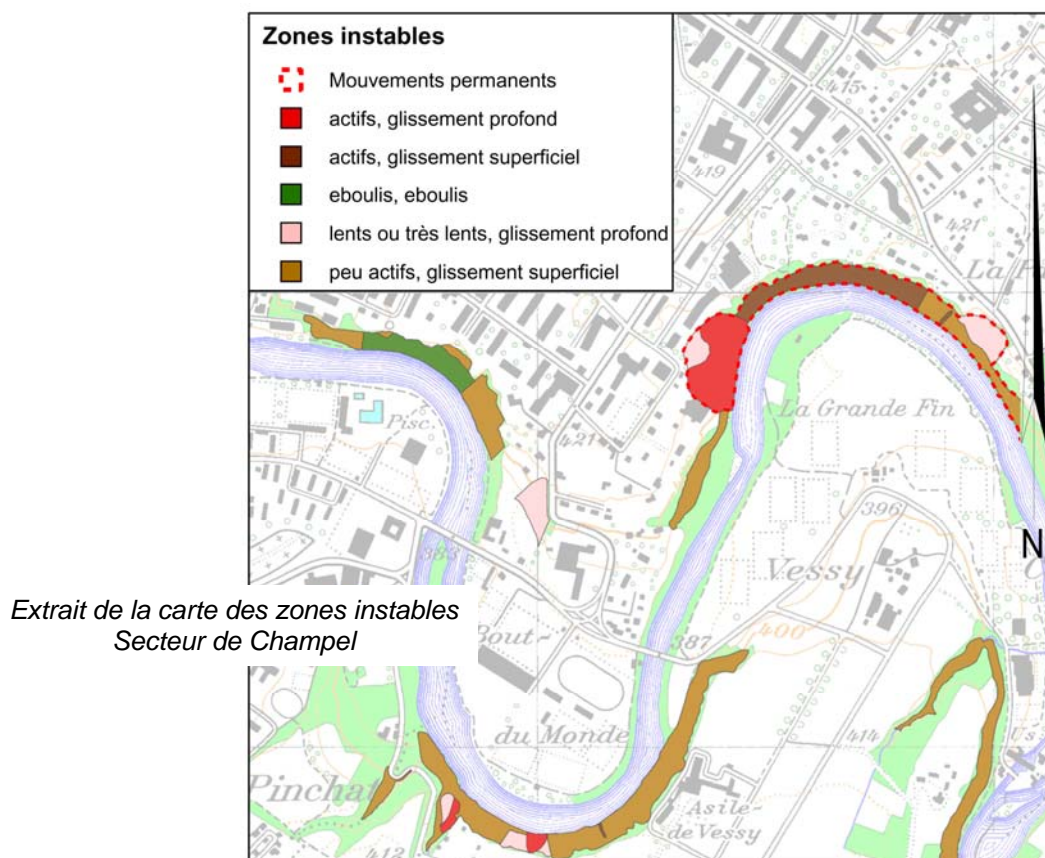 Zones instables
Mouvements permanents
actifs, glissement profond
actifs, glissement superficiel
eboulis, eboulis
lents ou très lents, glissement profond
peu actifs, glissement superficiel
415
419
421
La
Pisc.
421
La Grande Fin
396
383
N
Vessy
Extrait de la carte des zones instables
Secteur de Champel
Bout-
387
400
du Monde
414
Us
Pinchat
Asile-
de Vessy
412